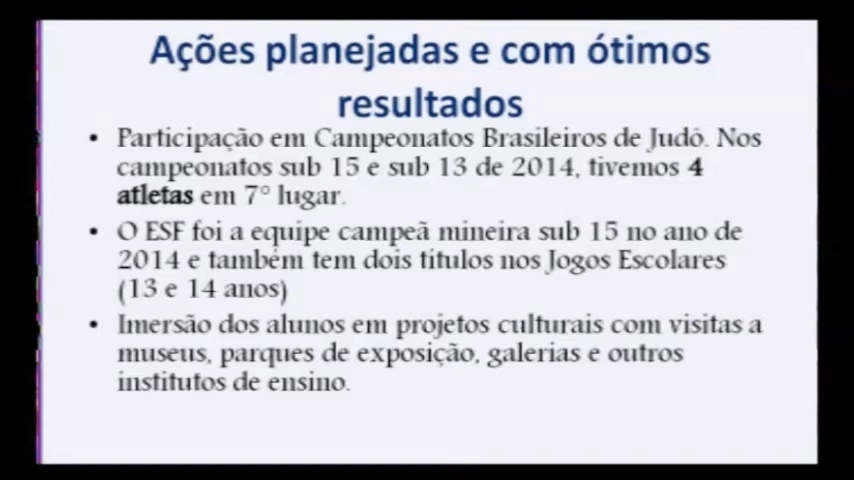 Ações planejadas e com ótimos
resultados
• Participação em Campeonatos Brasileiros de Judô. Nos
campeonatos sub 15 e sub 13 de 2014, tivemos 4
atletas em 7° lugar.
• O ESF foi a equipe campeã mineira sub 15 no ano de
2014 e também tem dois títulos nos Jogos Escolares
(13 e 14 anos)
• Imersão dos alunos em projetos culturais com visitas a
museus, parques de exposição, galerias e outros
institutos de ensino.